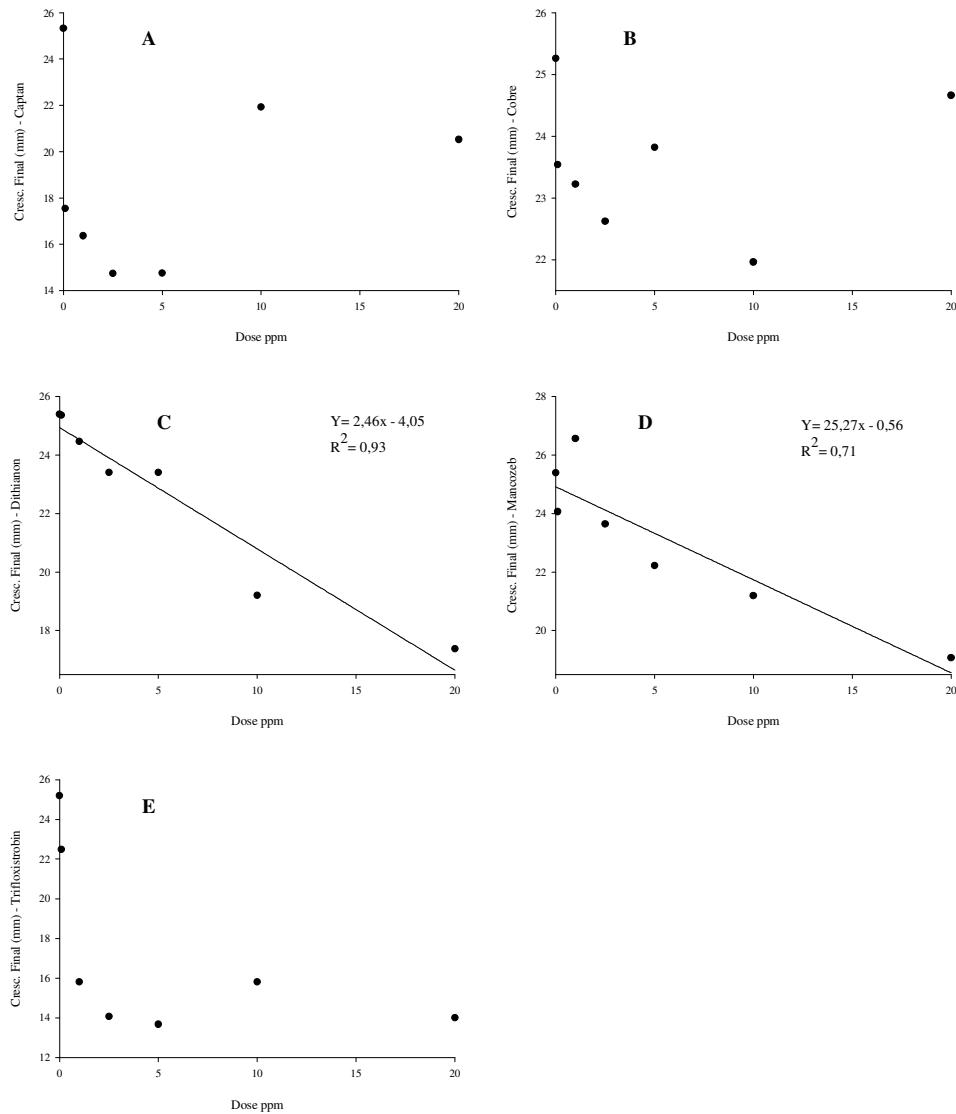 A
Cresc. Final (mm) - Captan
26
24
22
20
18
16
14
0
5
10
15
20
Dose ppm
B
Cresc. Final (mm) - Cobre
26
25
24
23
22
0
5
10
15
20
Dose ppm
C
Y= 2,46x - 4,05
R2= 0,93
Cresc. Final (mm) - Dithianon
26
24
22
20
18
0
5
10
15
20
Dose ppm
D
Y= 25,27x - 0,56
R2= 0,71
Cresc. Final (mm) - Mancozeb
28
26
24
22
20
0
5
10
15
20
Dose ppm
E
Cresc. Final (mm) - Trifloxistrobin
26
24
22
20
18
16
14
12
0
5
10
15
20
Dose ppm